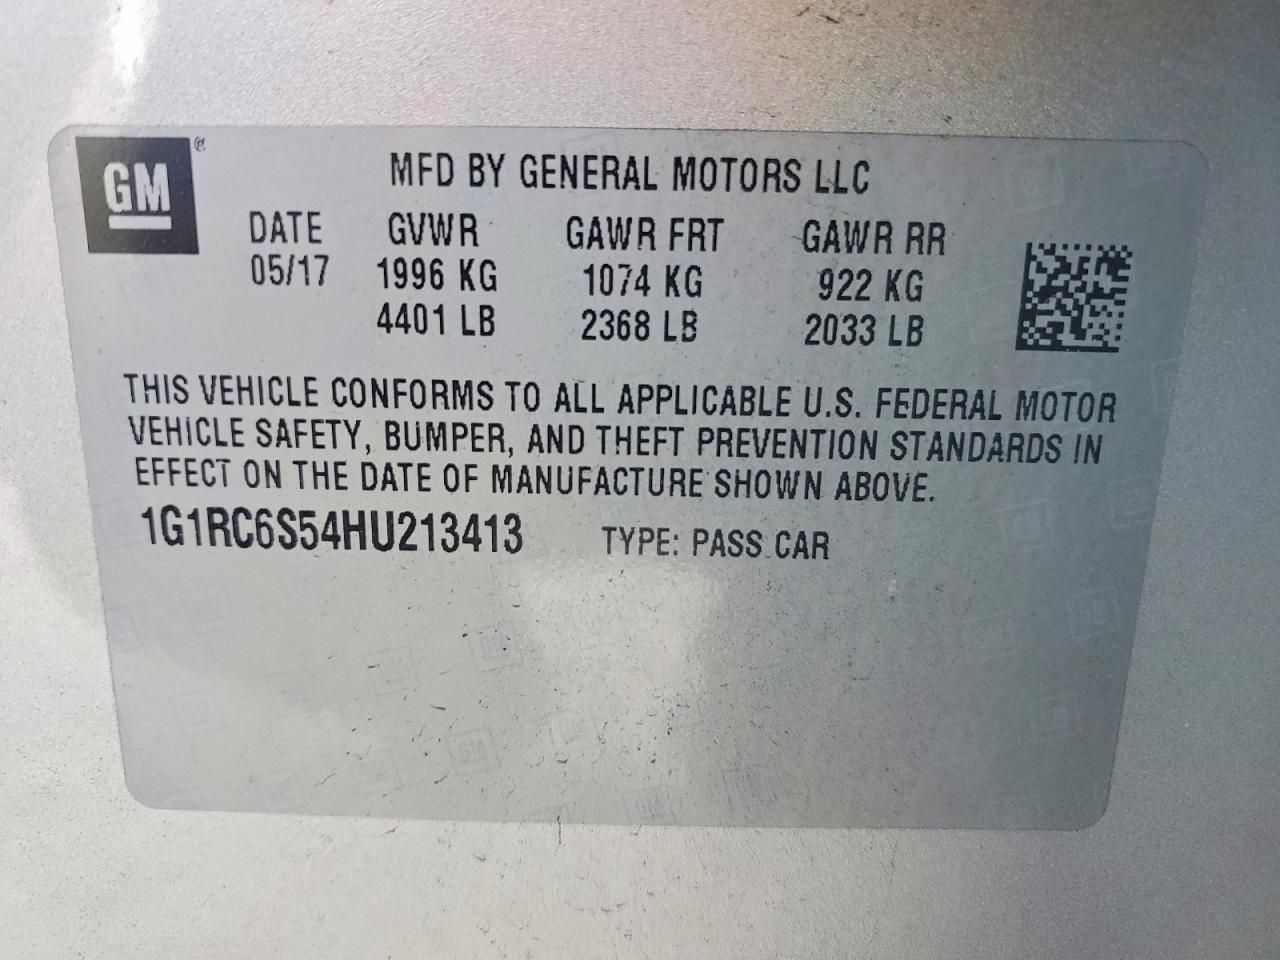 GM ®
MFD BY GENERAL MOTORS LLC
DATE GVWR GAWR FRT GAWR RR
05/17 1996 KG 1074 KG 922 KG
4401 LB 2368 LB 2033 LB
THIS VEHICLE CONFORMS TO ALL APPLICABLE U.S. FEDERAL MOTOR
VEHICLE SAFETY, BUMPER, AND THEFT PREVENTION STANDARDS IN
EFFECT ON THE DATE OF MANUFACTURE SHOWN ABOVE.
1G1RC6S54HU213413 TYPE: PASS CAR